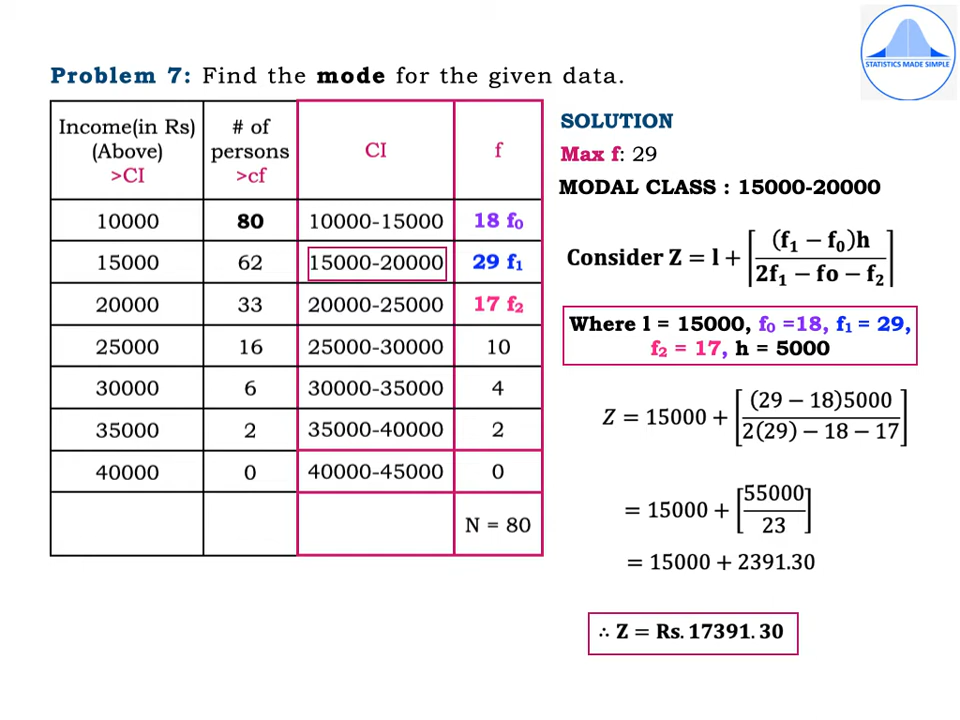 STATISTICS MADE SIMPLE
Problem 7: Find the mode for the given data.
Income(in Rs) (Above) >CI | # of persons >cf | CI | f
10000 | 80 | 10000-15000 | 18 f₀
15000 | 62 | 15000-20000 | 29 f₁
20000 | 33 | 20000-25000 | 17 f₂
25000 | 16 | 25000-30000 | 10
30000 | 6 | 30000-35000 | 4
35000 | 2 | 35000-40000 | 2
40000 | 0 | 40000-45000 | 0
N = 80
SOLUTION
Max f: 29
MODAL CLASS : 15000-20000
Consider Z = l + [(f₁ − f₀)h / 2f₁ − fo − f₂]
Where l = 15000, f₀ =18, f₁ = 29,
f₂ = 17, h = 5000
Z = 15000 + [(29 − 18)5000 / 2(29) − 18 − 17]
= 15000 + [55000 / 23]
= 15000 + 2391.30
∴ Z = Rs. 17391. 30